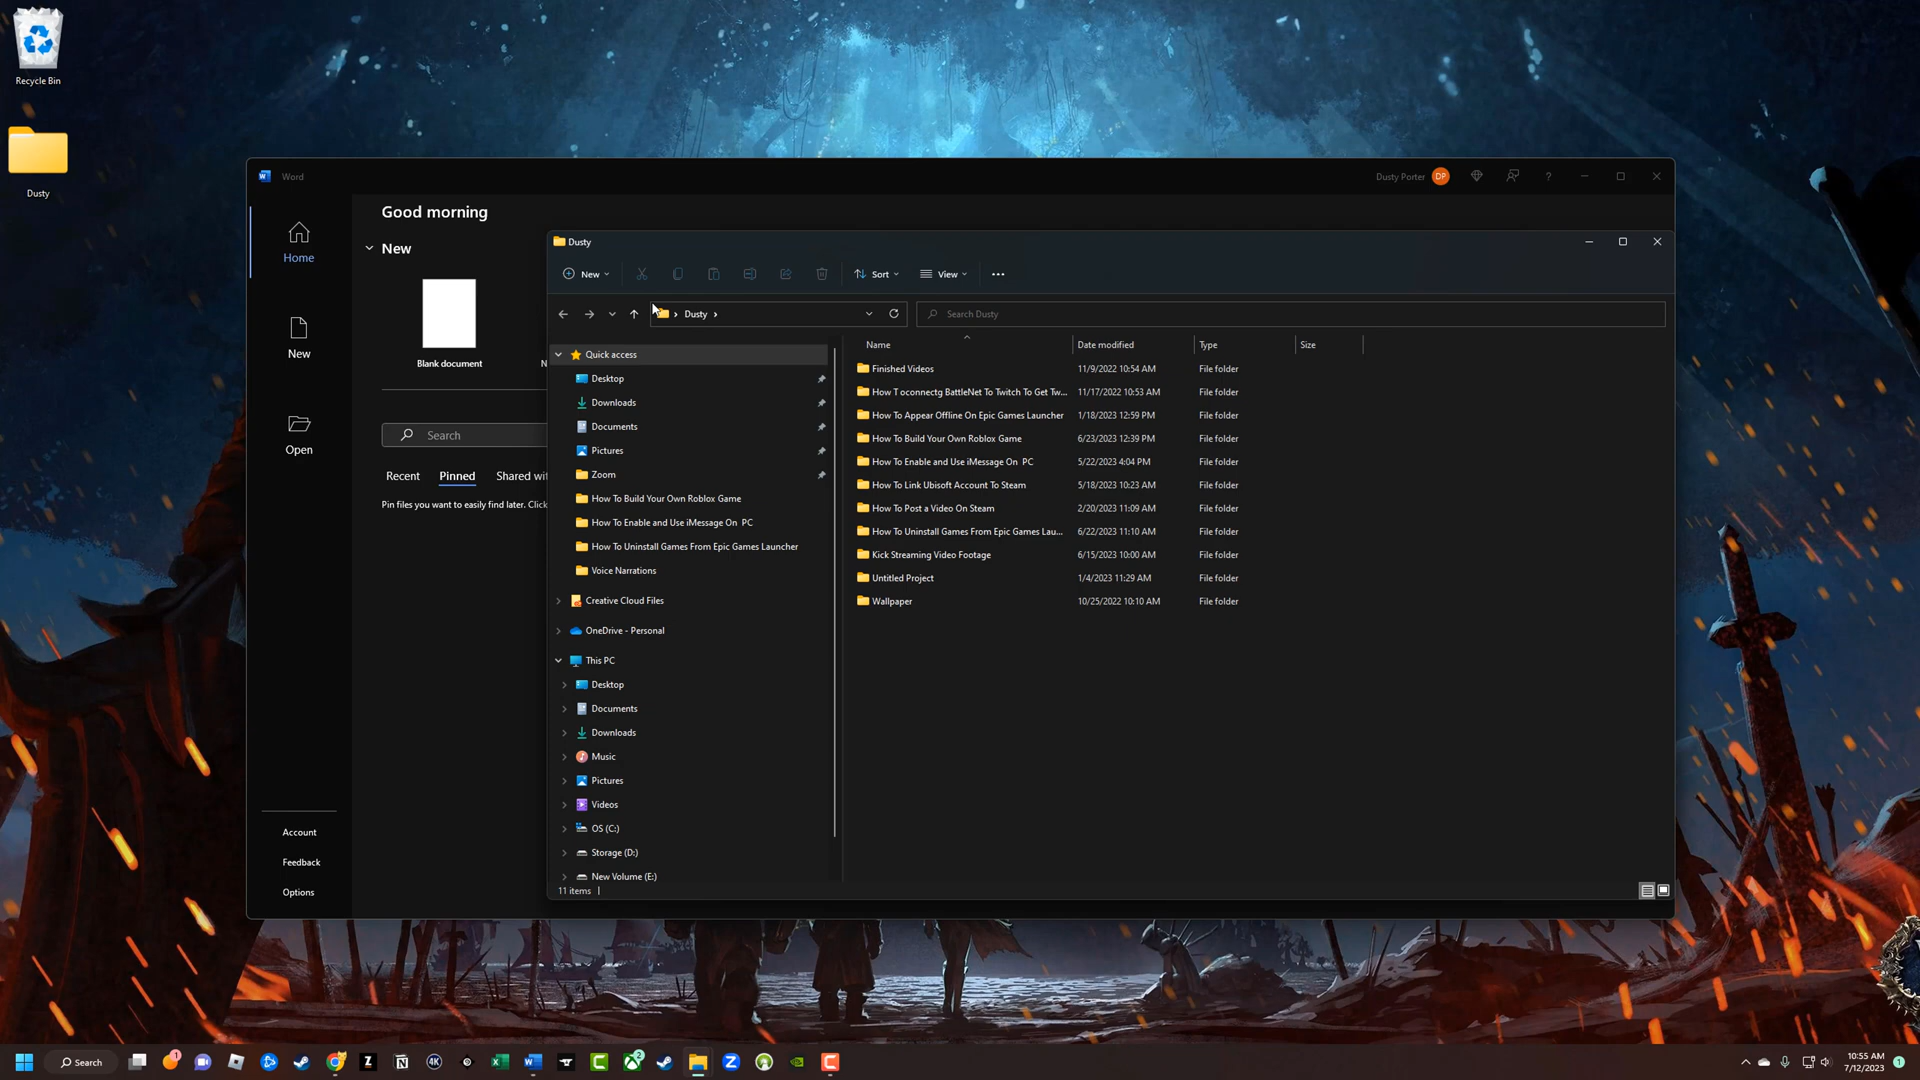 Recycle Bin
Dusty
Word
Dusty Porter DP ?
Good morning
New
Home
New
Open
Blank document
N
Search
Recent Pinned Shared wi
Pin files you want to easily find later. Click
Account
Feedback
Options
Dusty
New Sort View
Dusty
Search Dusty
Quick access
Desktop
Downloads
Documents
Pictures
Zoom
How To Build Your Own Roblox Game
How To Enable and Use iMessage On PC
How To Uninstall Games From Epic Games Launcher
Voice Narrations
Creative Cloud Files
OneDrive - Personal
This PC
Desktop
Documents
Downloads
Music
Pictures
Videos
OS (C:)
Storage (D:)
New Volume (E:)
11 items
Name Date modified Type Size
Finished Videos 11/9/2022 10:54 AM File folder
How T oconnectg BattleNet To Twitch To Get Tw... 11/17/2022 10:53 AM File folder
How To Appear Offline On Epic Games Launcher 1/18/2023 12:59 PM File folder
How To Build Your Own Roblox Game 6/23/2023 12:39 PM File folder
How To Enable and Use iMessage On PC 5/22/2023 4:04 PM File folder
How To Link Ubisoft Account To Steam 5/18/2023 10:23 AM File folder
How To Post a Video On Steam 2/20/2023 11:09 AM File folder
How To Uninstall Games From Epic Games Lau... 6/22/2023 11:10 AM File folder
Kick Streaming Video Footage 6/15/2023 10:00 AM File folder
Untitled Project 1/4/2023 11:29 AM File folder
Wallpaper 10/25/2022 10:10 AM File folder
Search
1
4K
2
10:55 AM
7/12/2023
1